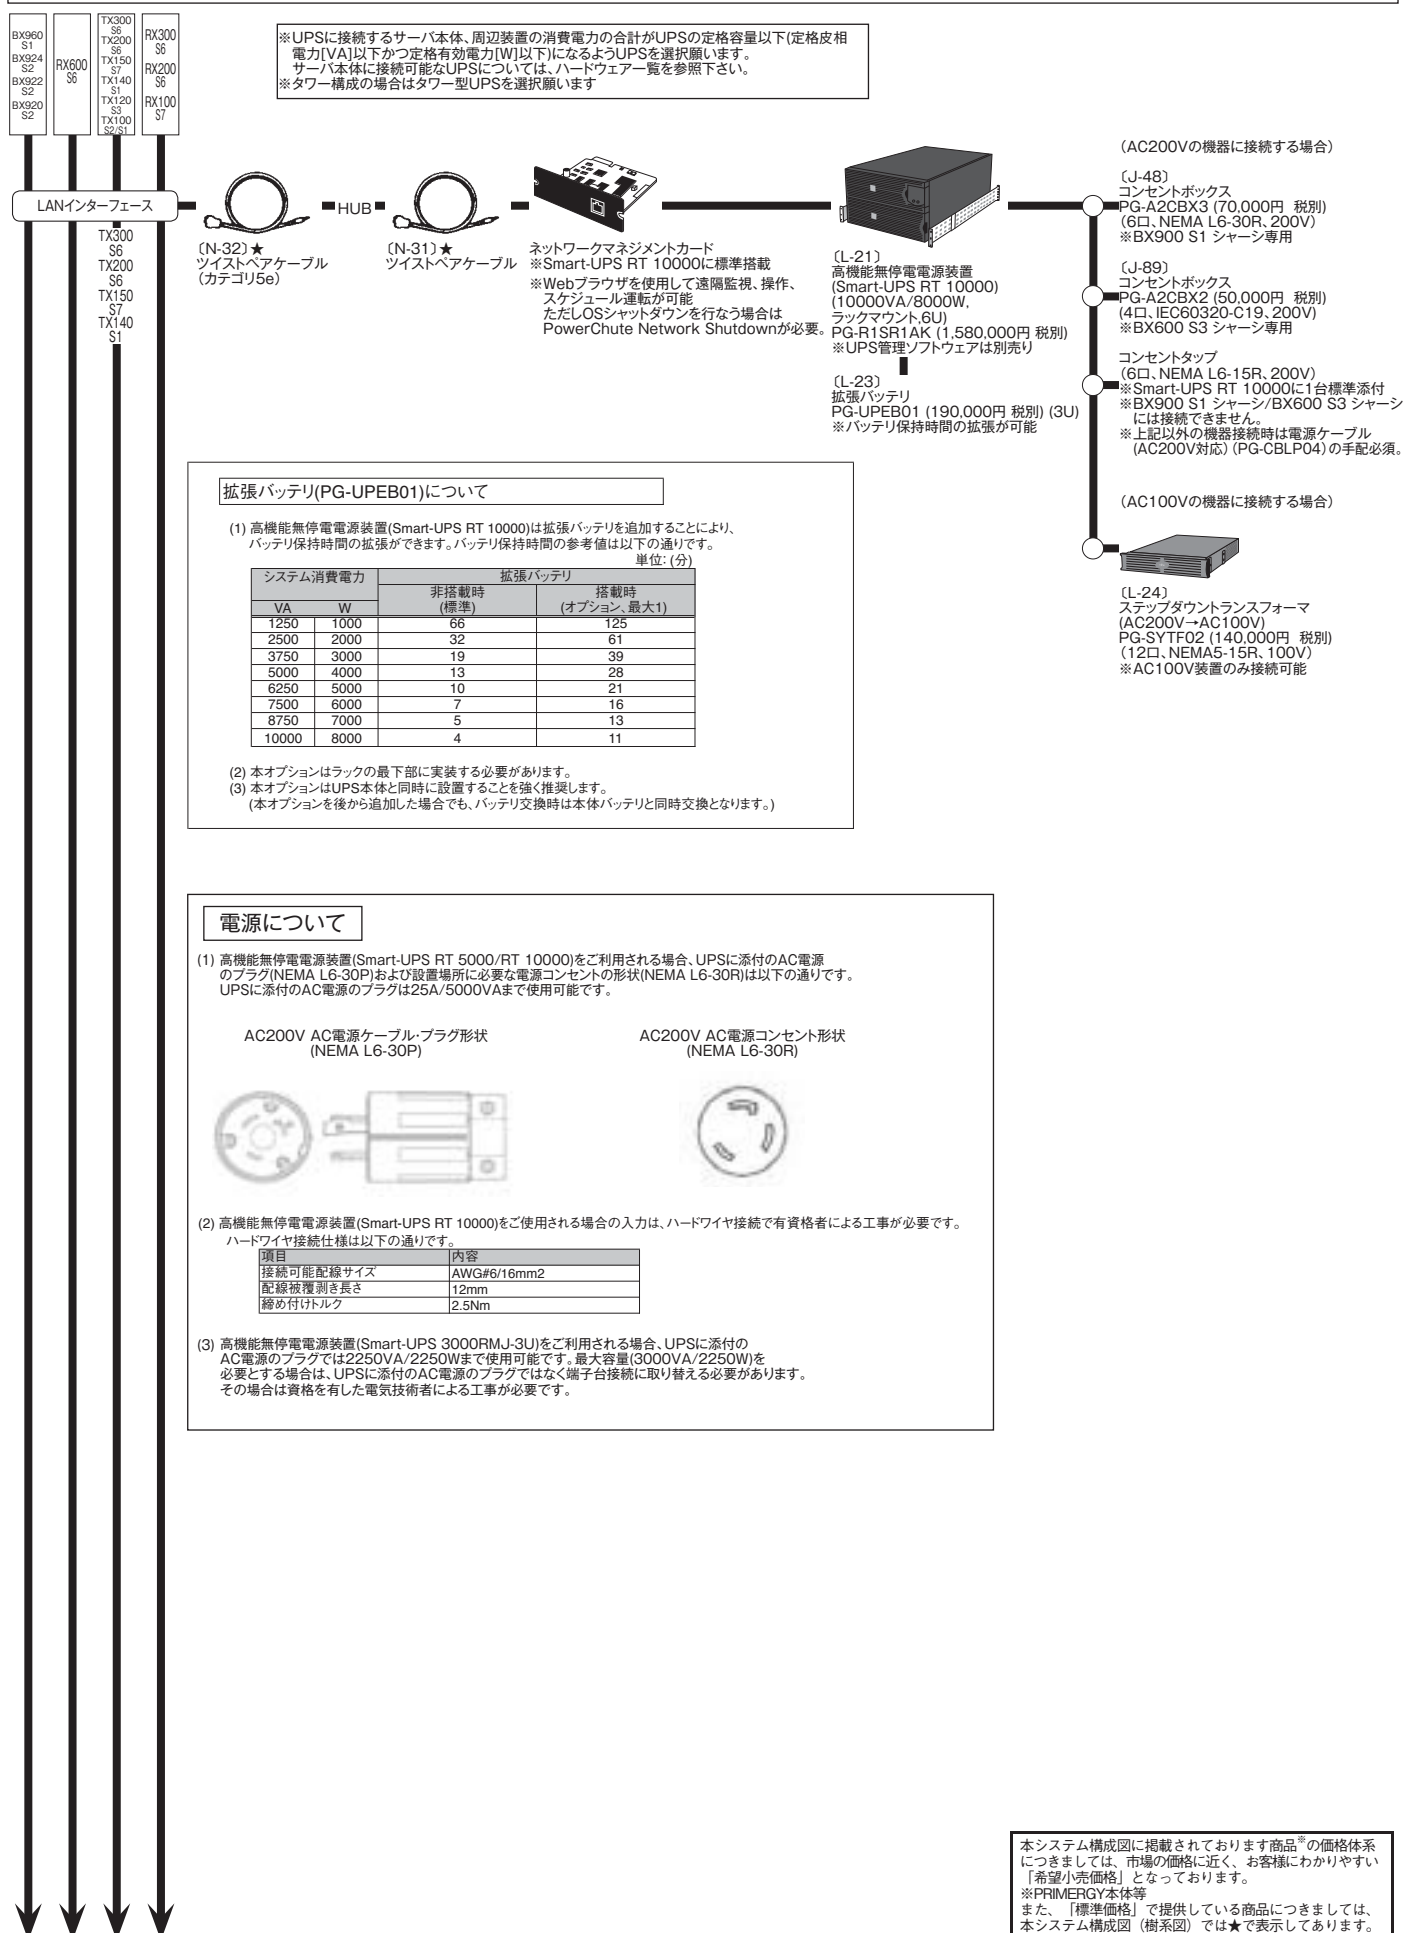 BX960
S1
BX924
S2
BX922
S2
BX920
S2
RX600
S6
TX300
S6
TX200
S6
TX150
S7
TX140
S1
TX120
S3
TX100
S2/S1
RX300
S6
RX200
S6
RX100
S7
※UPSに接続するサーバ本体、周辺装置の消費電力の合計がUPSの定格容量以下(定格皮相
電力[VA]以下かつ定格有効電力[W]以下)になるようUPSを選択願います。
サーバ本体に接続可能なUPSについては、ハードウェア一覧を参照下さい。
※タワー構成の場合はタワー型UPSを選択願います
LANインターフェース
TX300
S6
TX200
S6
TX150
S7
TX140
S1
〔N-32〕★
ツイストペアケーブル
（カテゴリ5e）
HUB
〔N-31〕★
ツイストペアケーブル
ネットワークマネジメントカード
※Smart-UPS RT 10000に標準搭載
※Webブラウザを使用して遠隔監視、操作、
スケジュール運転が可能
ただしOSシャットダウンを行なう場合は
PowerChute Network Shutdownが必要。
〔L-21〕
高機能無停電電源装置
(Smart-UPS RT 10000)
(10000VA/8000W,
ラックマウント,6U)
PG-R1SR1AK (1,580,000円 税別)
※UPS管理ソフトウェアは別売り
〔L-23〕
拡張バッテリ
PG-UPEB01 (190,000円 税別) (3U)
※バッテリ保持時間の拡張が可能
（AC200Vの機器に接続する場合）
〔J-48〕
コンセントボックス
PG-A2CBX3 (70,000円 税別)
（6口、NEMA L6-30R、200V）
※BX900 S1 シャーシ専用
〔J-89〕
コンセントボックス
PG-A2CBX2 (50,000円 税別)
(4口、IEC60320-C19、200V)
※BX600 S3 シャーシ専用
コンセントタップ
（6口、NEMA L6-15R、200V）
※Smart-UPS RT 10000に1台標準添付
※BX900 S1 シャーシ/BX600 S3 シャーシ
には接続できません。
※上記以外の機器接続時は電源ケーブル
(AC200V対応)（PG-CBLP04）の手配必須。
（AC100Vの機器に接続する場合）
〔L-24〕
ステップダウントランスフォーマ
(AC200V→AC100V)
PG-SYTF02 (140,000円 税別)
（12口、NEMA5-15R、100V）
※AC100V装置のみ接続可能
拡張バッテリ(PG-UPEB01)について
(1) 高機能無停電電源装置(Smart-UPS RT 10000)は拡張バッテリを追加することにより、
バッテリ保持時間の拡張ができます。バッテリ保持時間の参考値は以下の通りです。
単位：(分)
システム消費電力 拡張バッテリ
非搭載時 搭載時
VA W (標準) (オプション、最大1)
1250 1000 66 125
2500 2000 32 61
3750 3000 19 39
5000 4000 13 28
6250 5000 10 21
7500 6000 7 16
8750 7000 5 13
10000 8000 4 11
(2) 本オプションはラックの最下部に実装する必要があります。
(3) 本オプションはUPS本体と同時に設置することを強く推奨します。
(本オプションを後から追加した場合でも、バッテリ交換時は本体バッテリと同時交換となります。)
電源について
(1) 高機能無停電電源装置(Smart-UPS RT 5000/RT 10000)をご利用される場合、UPSに添付のAC電源
のプラグ(NEMA L6-30P)および設置場所に必要な電源コンセントの形状(NEMA L6-30R)は以下の通りです。
UPSに添付のAC電源のプラグは25A/5000VAまで使用可能です。
AC200V AC電源ケーブル・プラグ形状
(NEMA L6-30P)
AC200V AC電源コンセント形状
(NEMA L6-30R)
(2) 高機能無停電電源装置(Smart-UPS RT 10000)をご使用される場合の入力は、ハードワイヤ接続で有資格者による工事が必要です。
ハードワイヤ接続仕様は以下の通りです。
項目 内容
接続可能配線サイズ AWG#6/16mm2
配線被覆剥き長さ 12mm
締め付けトルク 2.5Nm
(3) 高機能無停電電源装置(Smart-UPS 3000RMJ-3U)をご利用される場合、UPSに添付の
AC電源のプラグでは2250VA/2250Wまで使用可能です。最大容量(3000VA/2250W)を
必要とする場合は、UPSに添付のAC電源のプラグではなく端子台接続に取り替える必要があります。
その場合は資格を有した電気技術者による工事が必要です。
本システム構成図に掲載されております商品※の価格体系
につきましては、市場の価格に近く、お客様にわかりやすい
「希望小売価格」となっております。
※PRIMERGY本体等
また、「標準価格」で提供している商品につきましては、
本システム構成図（樹系図）では★で表示してあります。